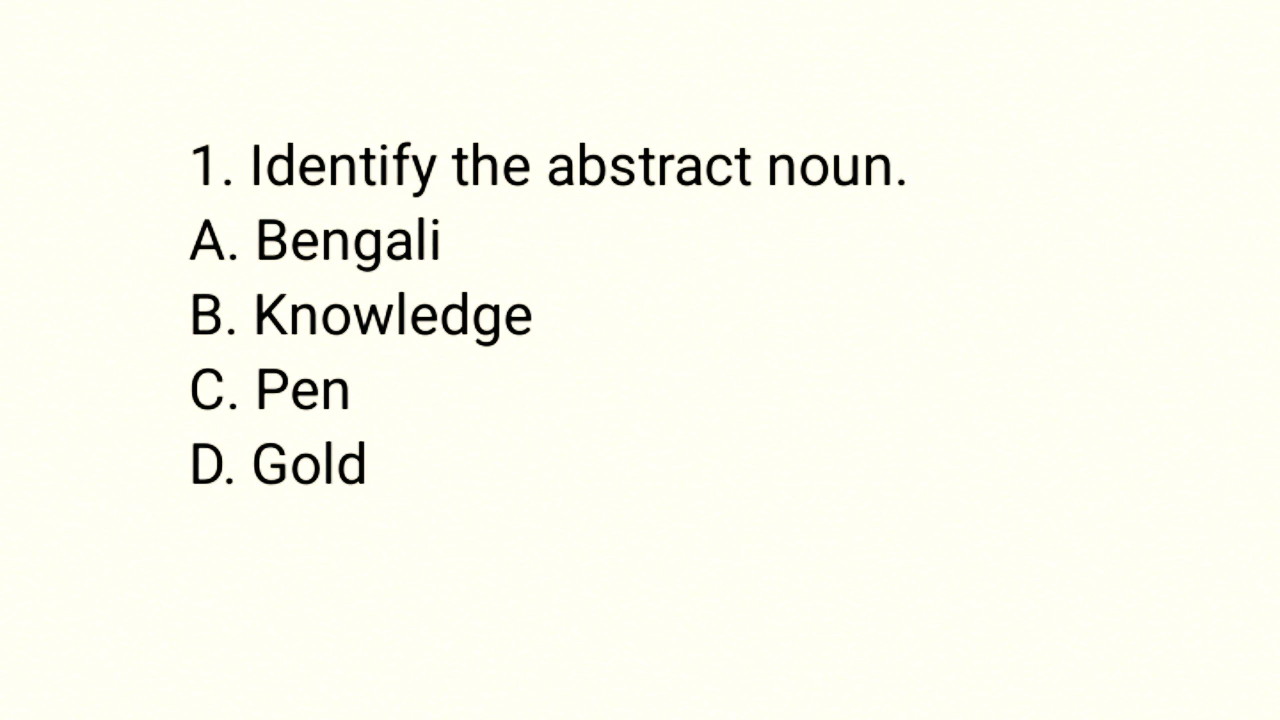 1. Identify the abstract noun.
A. Bengali
B. Knowledge
C. Pen
D. Gold